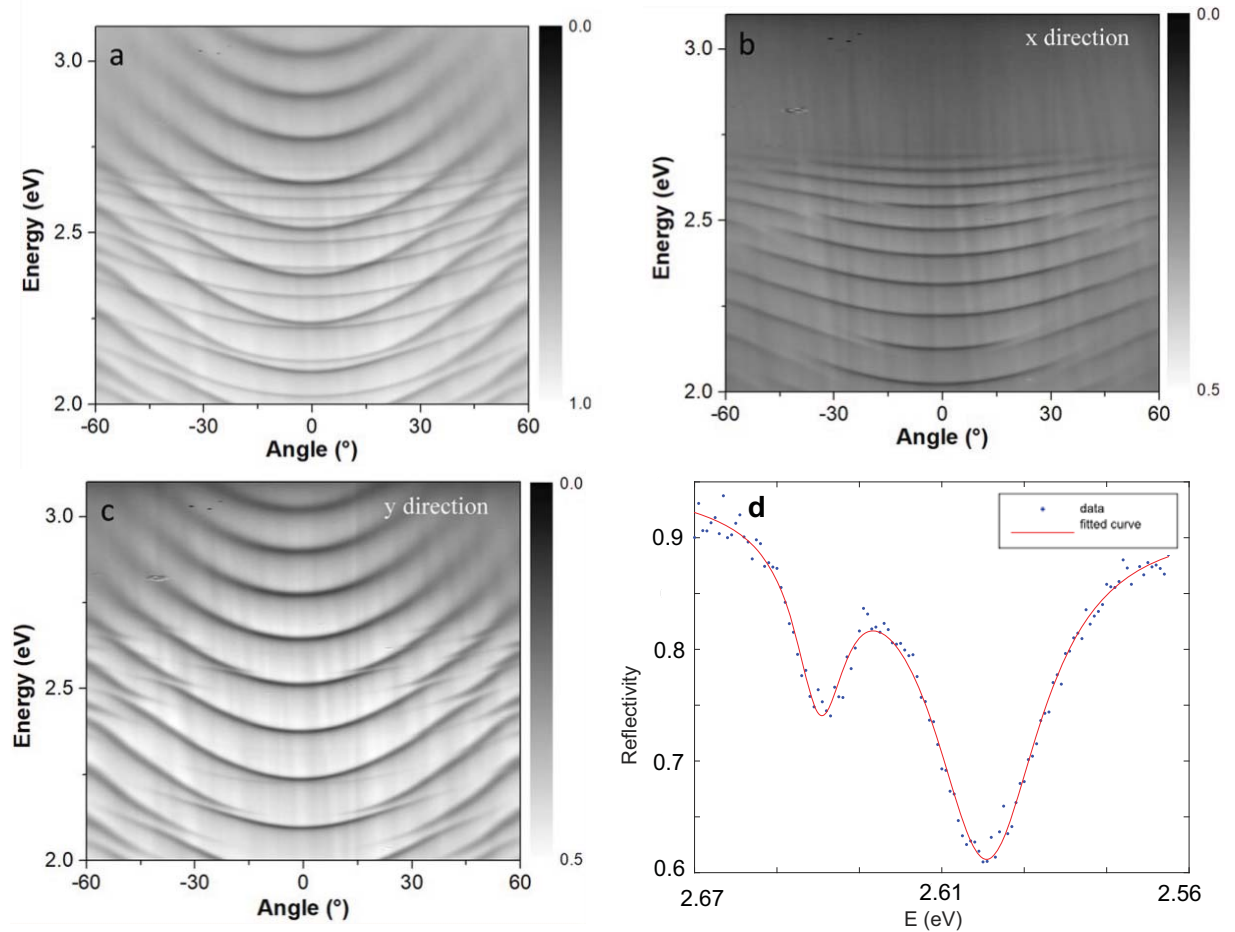 a
0.0
3.0
2.5
2.0
Energy (eV)
-60 -30 0 30 60
Angle (°)
1.0
b
x direction
0.0
3.0
2.5
2.0
Energy (eV)
-60 -30 0 30 60
Angle (°)
0.5
c
y direction
0.0
3.0
2.5
2.0
Energy (eV)
-60 -30 0 30 60
Angle (°)
0.5
d
data
fitted curve
0.9
0.8
0.7
0.6
Reflectivity
2.67 2.61 2.56
E (eV)